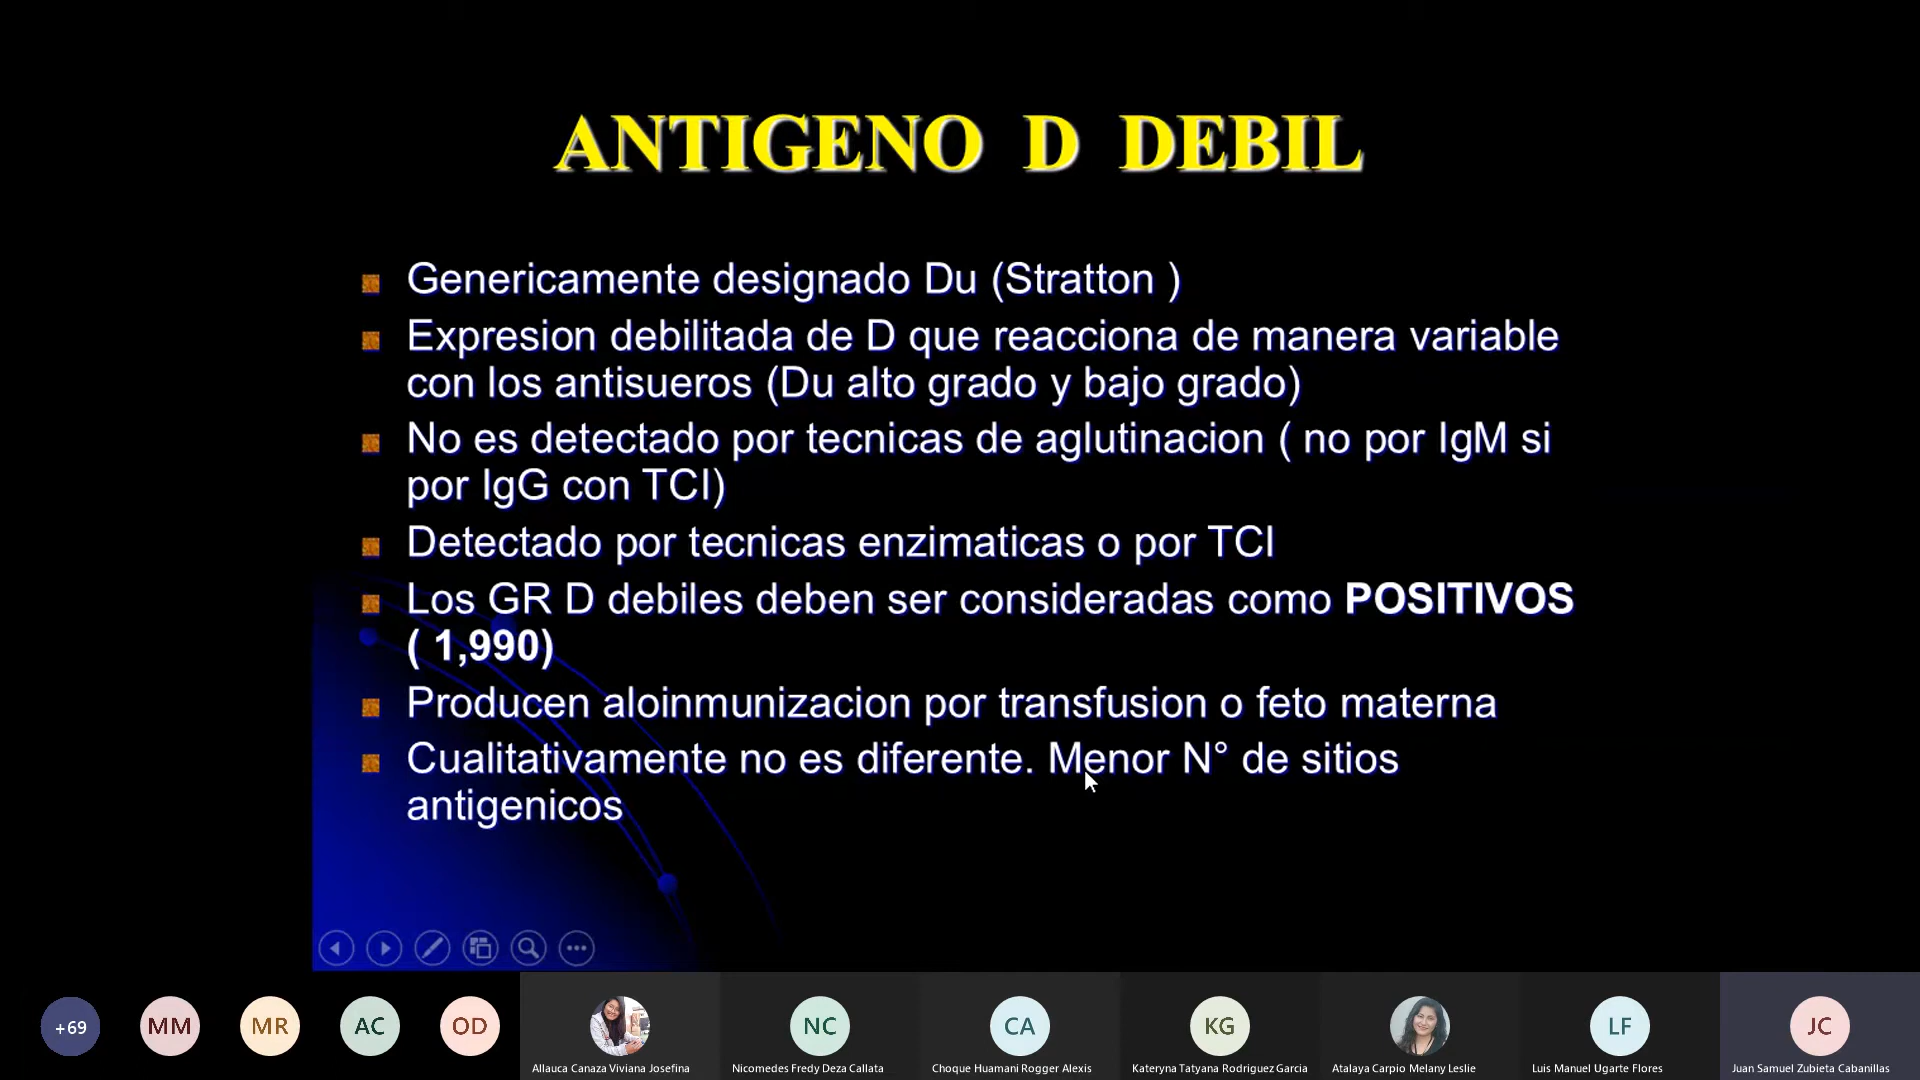 ANTIGENO D DEBIL
Genericamente designado Du (Stratton )
Expresion debilitada de D que reacciona de manera variable
con los antisueros (Du alto grado y bajo grado)
No es detectado por tecnicas de aglutinacion ( no por IgM si
por IgG con TCI)
Detectado por tecnicas enzimaticas o por TCI
Los GR D debiles deben ser consideradas como POSITIVOS
( 1,990)
Producen aloinmunizacion por transfusion o feto materna
Cualitativamente no es diferente. Menor N° de sitios
antigenicos
+69
MM
MR
AC
OD
NC
CA
KG
LF
JC
Allauca Canaza Viviana Josefina
Nicomedes Fredy Deza Callata
Choque Huamani Rogger Alexis
Kateryna Tatyana Rodriguez Garcia
Atalaya Carpio Melany Leslie
Luis Manuel Ugarte Flores
Juan Samuel Zubieta Cabanillas